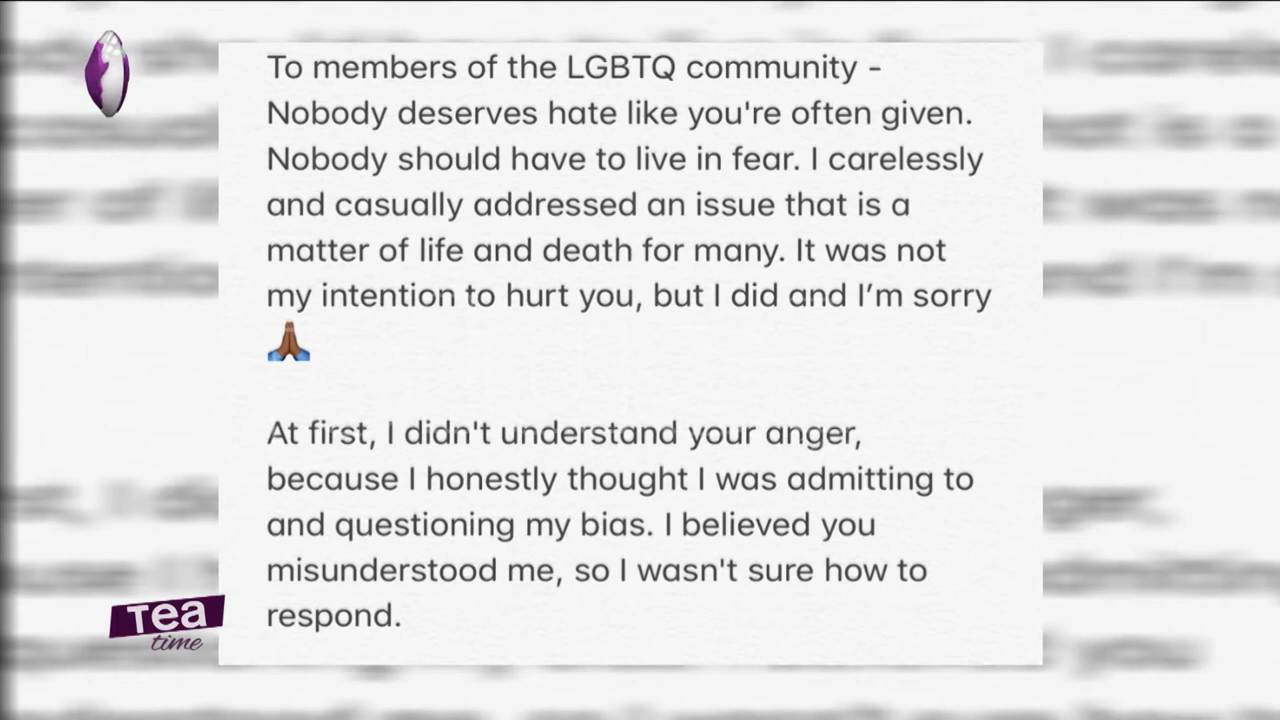 To members of the LGBTQ community -
Nobody deserves hate like you're often given.
Nobody should have to live in fear. I carelessly
and casually addressed an issue that is a
matter of life and death for many. It was not
my intention to hurt you, but I did and I’m sorry
🙏🏾
At first, I didn't understand your anger,
because I honestly thought I was admitting to
and questioning my bias. I believed you
misunderstood me, so I wasn't sure how to
respond.
Tea
time